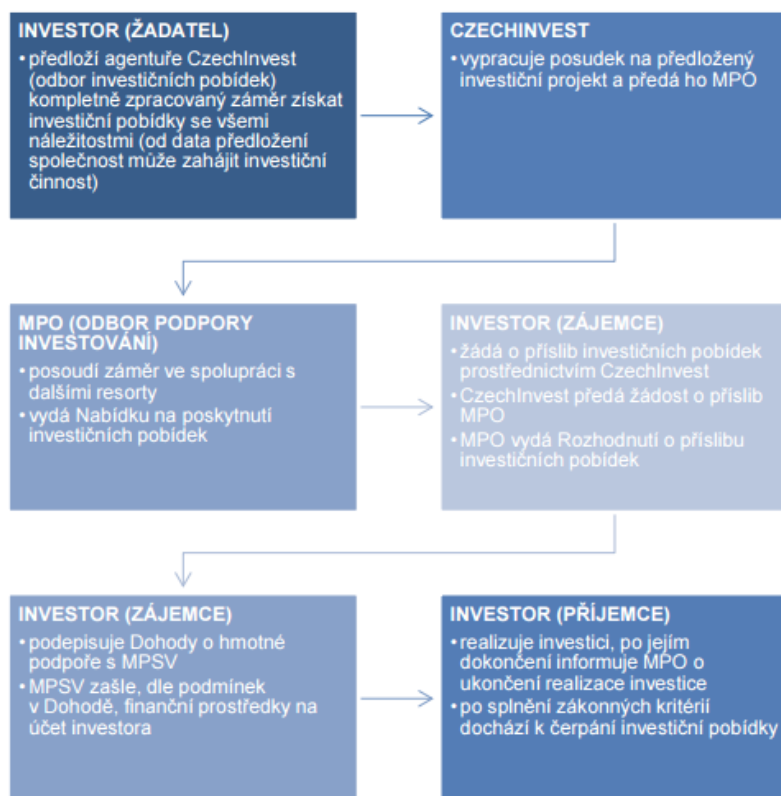 INVESTOR (ŽADATEL)
• předloží agentuře CzechInvest
(odbor investičních pobídek)
kompletně zpracovaný záměr získat
investiční pobídky se všemi
náležitostmi (od data předložení
společnost může zahájit investiční
činnost)
CZECHINVEST
• vypracuje posudek na předložený
investiční projekt a předá ho MPO
MPO (ODBOR PODPORY
INVESTOVÁNÍ)
• posoudí záměr ve spolupráci s
dalšími resorty
• vydá Nabídku na poskytnutí
investičních pobídek
INVESTOR (ZÁJEMCE)
• žádá o příslib investičních pobídek
prostřednictvím CzechInvest
• CzechInvest předá žádost o příslib
MPO
• MPO vydá Rozhodnutí o příslibu
investičních pobídek
INVESTOR (ZÁJEMCE)
• podepisuje Dohody o hmotné
podpoře s MPSV
• MPSV zašle, dle podmínek
v Dohodě, finanční prostředky na
účet investora
INVESTOR (PŘÍJEMCE)
• realizuje investici, po jejím
dokončení informuje MPO o
ukončení realizace investice
• po splnění zákonných kritérií
dochází k čerpání investiční pobídky